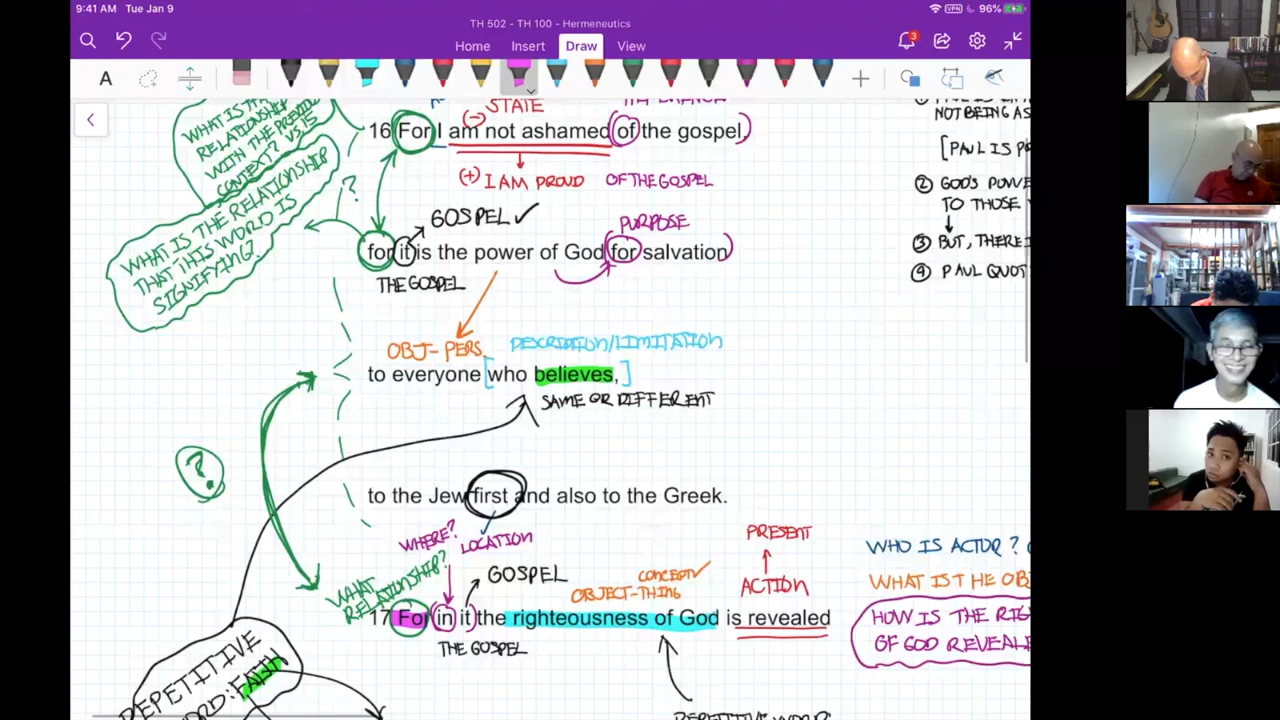 9:41 AM Tue Jan 9
VPN 96%
TH 502 - TH 100 - Hermeneutics
Home Insert Draw View
3
A
WHAT IS THE
RELATIONSHIP
WITH THE PREVIOUS
CONTEXT? VS. 15
STATE
(-)
16 For I am not ashamed of the gospel,
(+) I AM PROUD OF THE GOSPEL
WHAT IS THE RELATIONSHIP
THAT THIS WORD IS
SIGNIFYING?
?
GOSPEL ✓
PURPOSE
for it is the power of God for salvation
THE GOSPEL
OBJ-PERS. DESCRIPTION/LIMITATION
to everyone [who believes,]
SAME OR DIFFERENT
?
to the Jew first and also to the Greek.
WHERE? LOCATION
WHAT
RELATIONSHIP?
GOSPEL
CONCEPT ✓
OBJECT-THING
PRESENT
ACTION
17 For (in it) the righteousness of God is revealed
THE GOSPEL
REPETITIVE
WORD: FAITH
REPETITIVE WORD
NOT BEING AS
[PAUL IS
② GOD'S POWE
TO THOSE
③ BUT, THERE
④ PAUL QUOT
WHO IS ACTOR?
WHAT IS THE OB
HOW IS THE RIG
OF GOD REVEALE